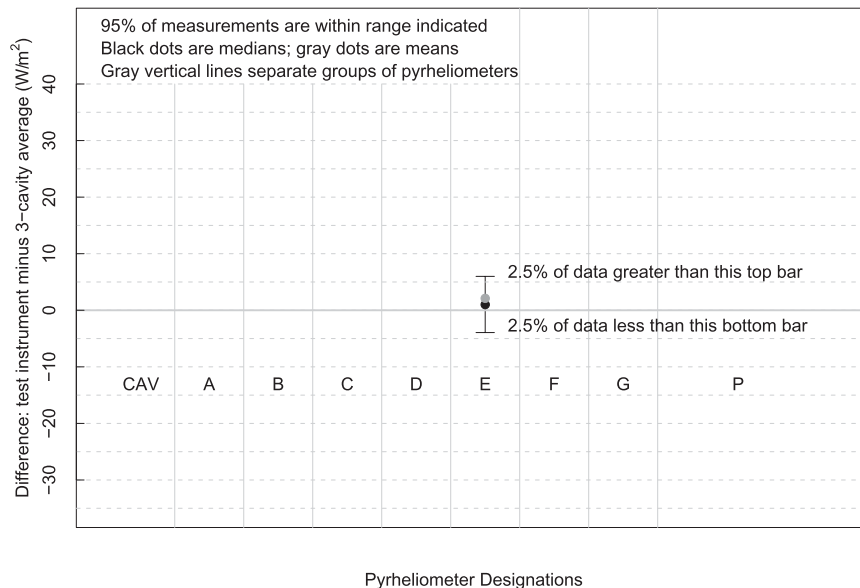 95% of measurements are within range indicated
Black dots are medians; gray dots are means
Gray vertical lines separate groups of pyrheliometers
Difference: test instrument minus 3−cavity average (W/m²)
40
30
20
10
0
−10
−20
−30
2.5% of data greater than this top bar
2.5% of data less than this bottom bar
CAV A B C D E F G P
Pyrheliometer Designations